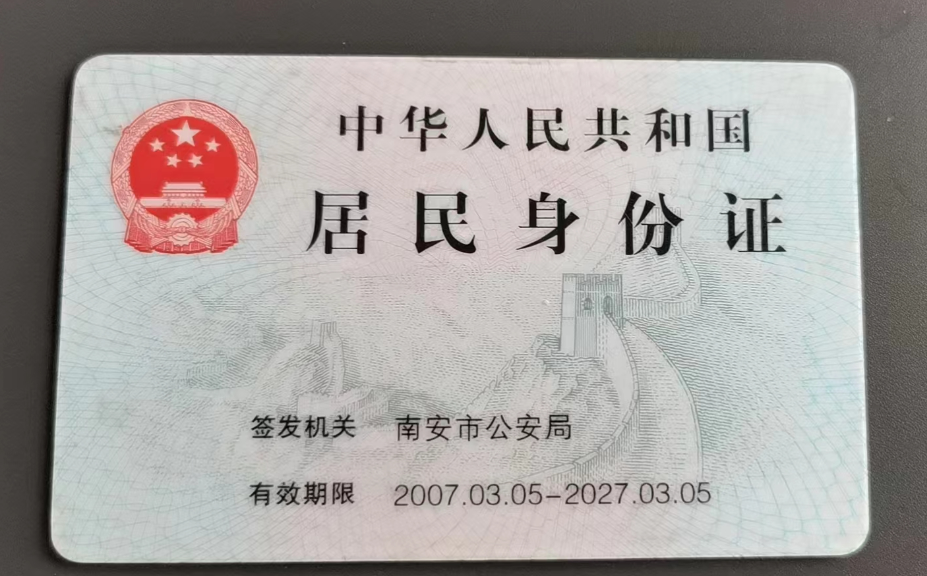 中华人民共和国
居民身份证
签发机关 南安市公安局
有效期限 2007.03.05-2027.03.05